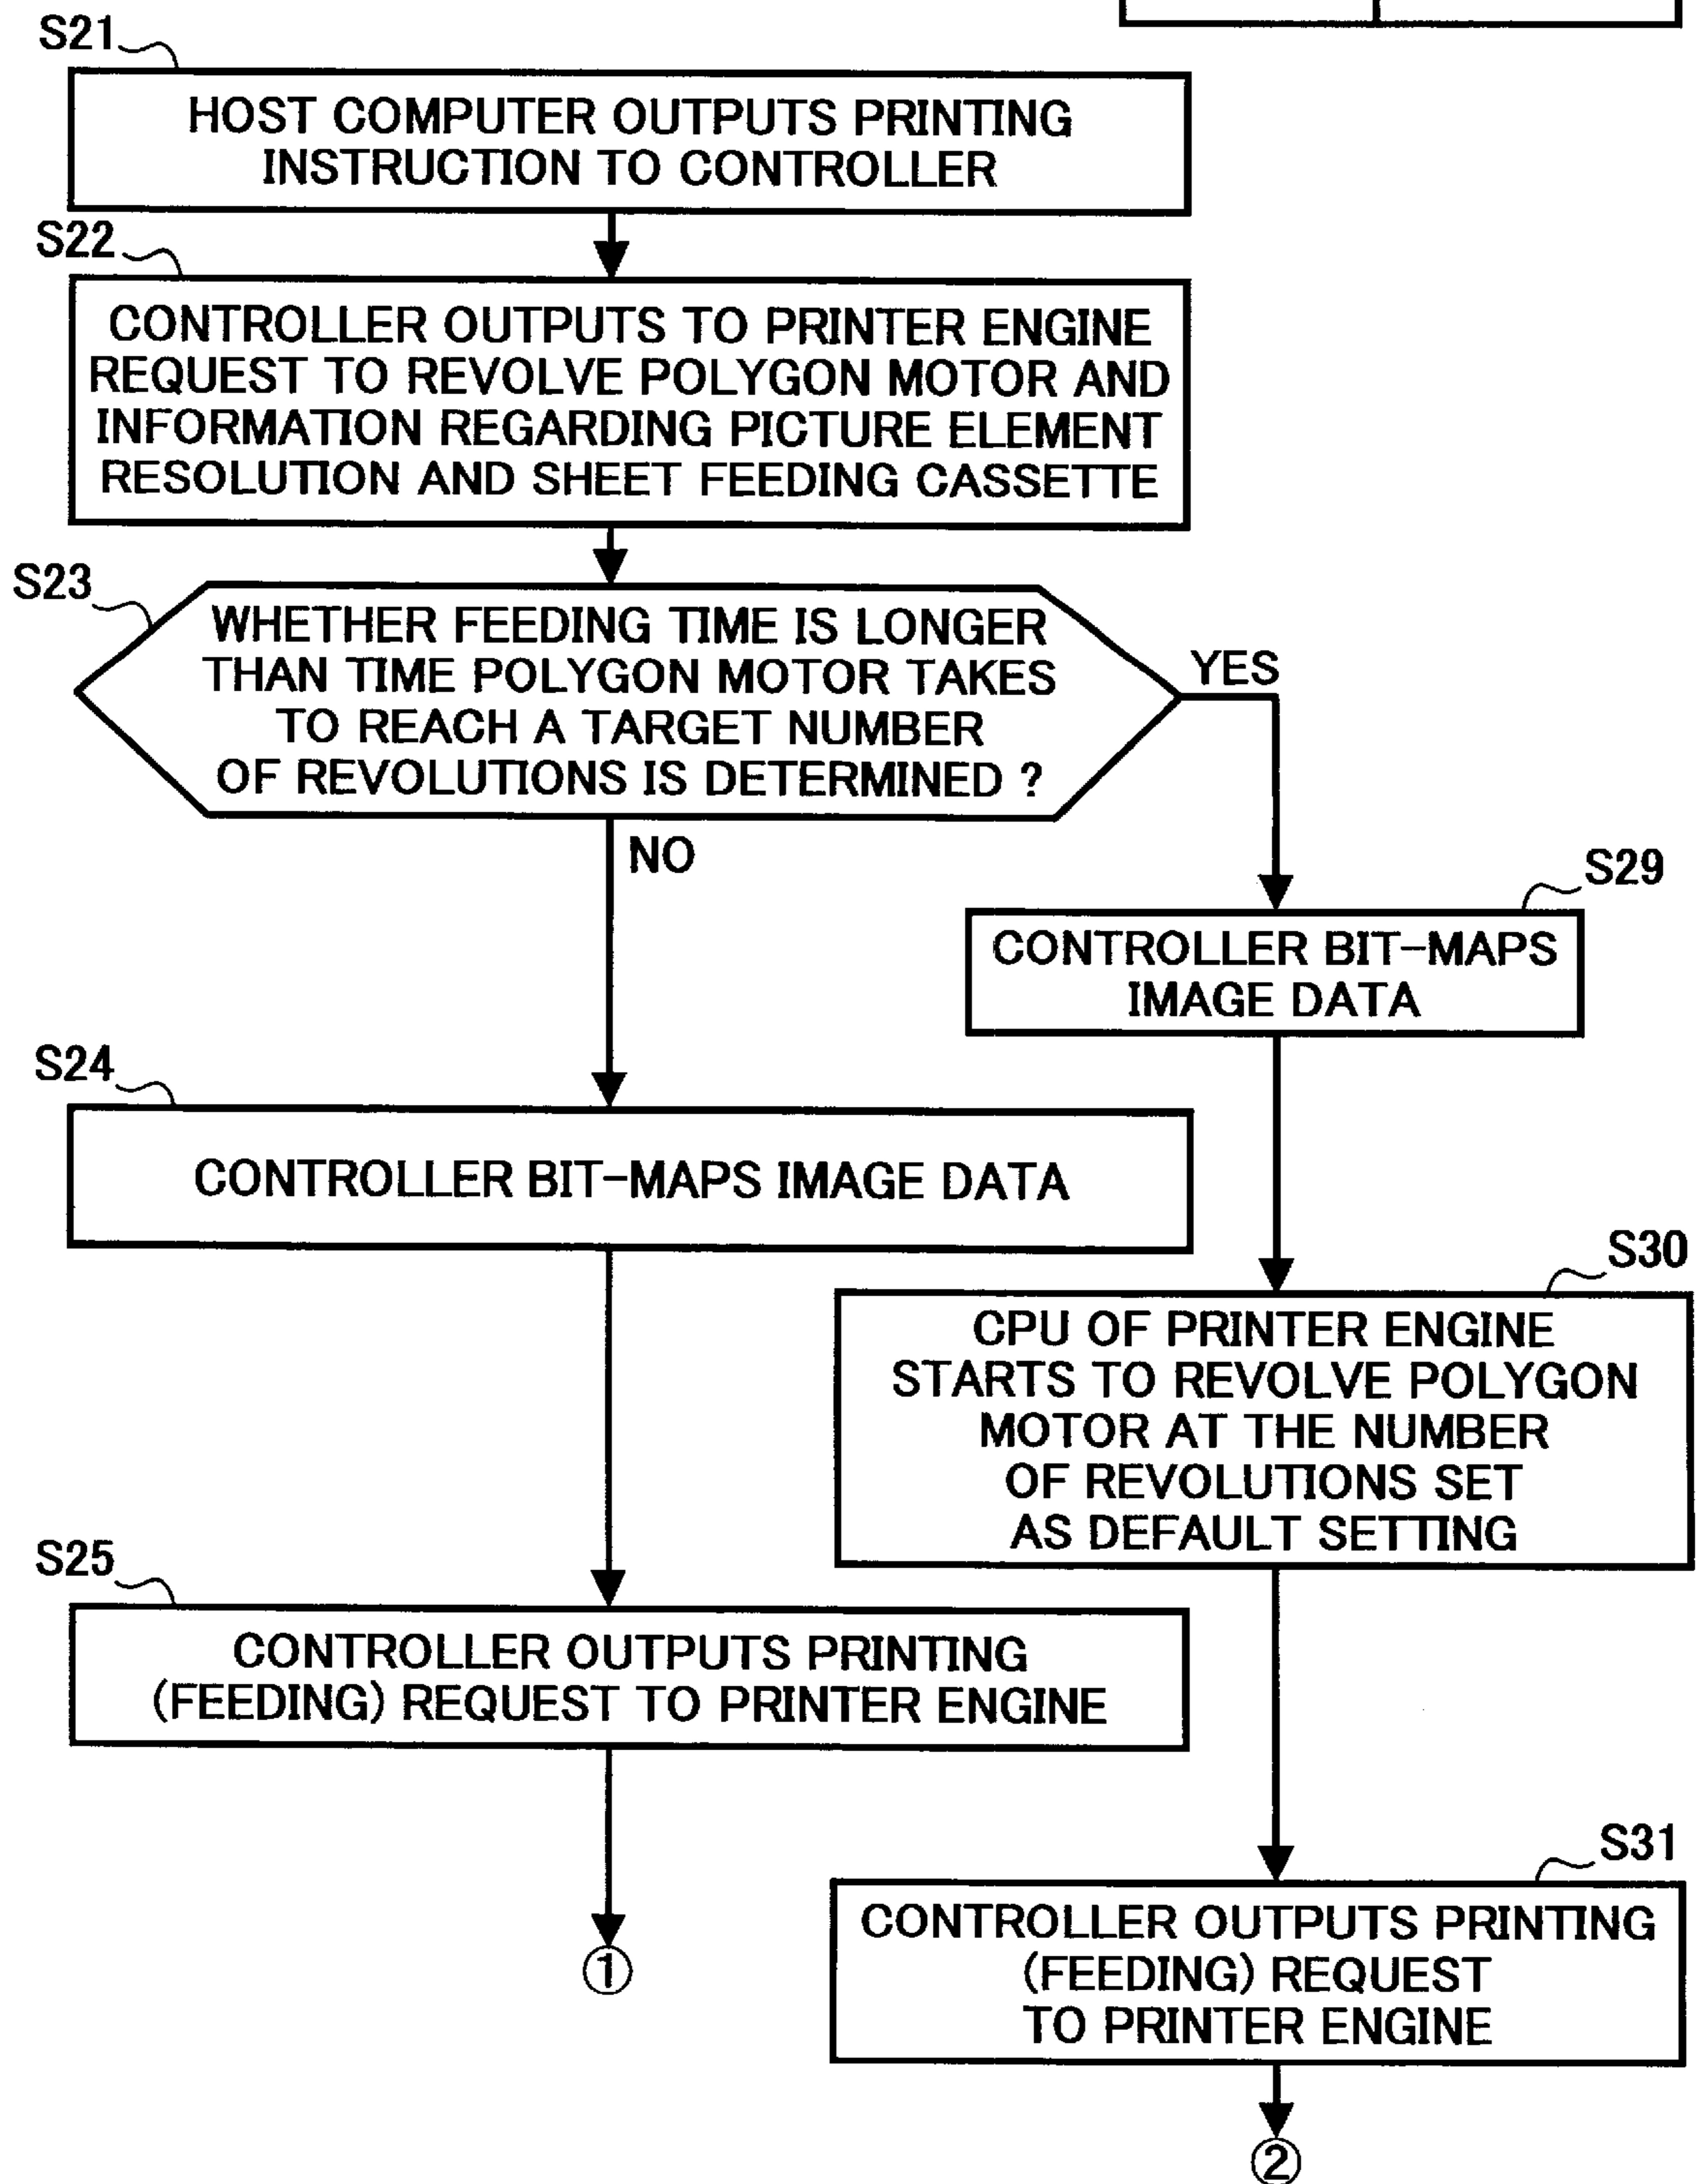 S21
HOST COMPUTER OUTPUTS PRINTING
INSTRUCTION TO CONTROLLER
S22
CONTROLLER OUTPUTS TO PRINTER ENGINE
REQUEST TO REVOLVE POLYGON MOTOR AND
INFORMATION REGARDING PICTURE ELEMENT
RESOLUTION AND SHEET FEEDING CASSETTE
S23
WHETHER FEEDING TIME IS LONGER
THAN TIME POLYGON MOTOR TAKES
TO REACH A TARGET NUMBER
OF REVOLUTIONS IS DETERMINED ?
YES
NO
S29
CONTROLLER BIT-MAPS
IMAGE DATA
S24
CONTROLLER BIT-MAPS IMAGE DATA
S30
CPU OF PRINTER ENGINE
STARTS TO REVOLVE POLYGON
MOTOR AT THE NUMBER
OF REVOLUTIONS SET
AS DEFAULT SETTING
S25
CONTROLLER OUTPUTS PRINTING
(FEEDING) REQUEST TO PRINTER ENGINE
①
S31
CONTROLLER OUTPUTS PRINTING
(FEEDING) REQUEST
TO PRINTER ENGINE
②